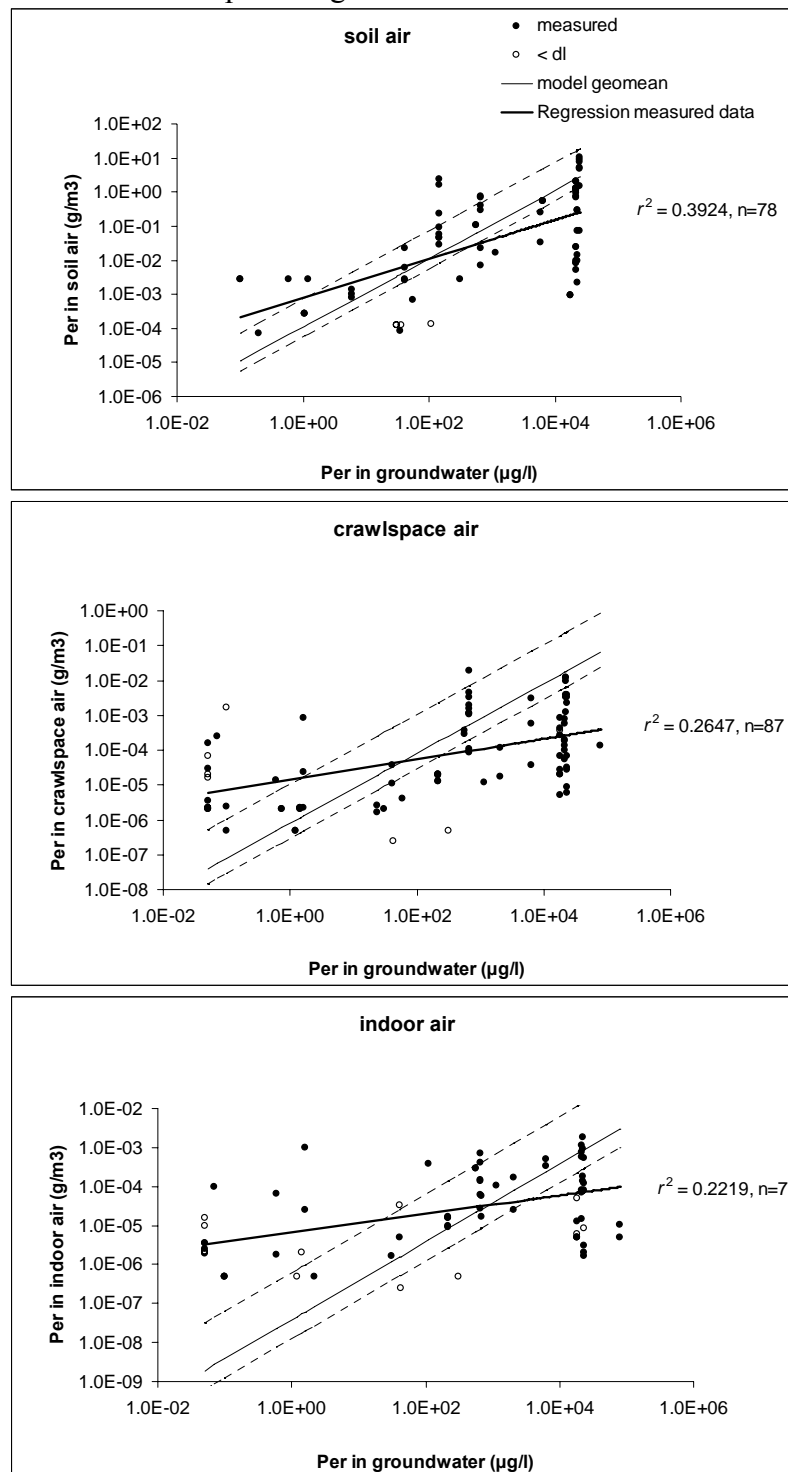 soil air
measured
< dl
model geomean
Regression measured data
1.0E+02
1.0E+01
1.0E+00
1.0E-01
1.0E-02
1.0E-03
1.0E-04
1.0E-05
1.0E-06
Per in soil air (g/m3)
r² = 0.3924, n=78
1.0E-02 1.0E+00 1.0E+02 1.0E+04 1.0E+06
Per in groundwater (µg/l)
crawlspace air
1.0E+00
1.0E-01
1.0E-02
1.0E-03
1.0E-04
1.0E-05
1.0E-06
1.0E-07
1.0E-08
Per in crawlspace air (g/m3)
r² = 0.2647, n=87
1.0E-02 1.0E+00 1.0E+02 1.0E+04 1.0E+06
Per in groundwater (µg/l)
indoor air
1.0E-02
1.0E-03
1.0E-04
1.0E-05
1.0E-06
1.0E-07
1.0E-08
1.0E-09
Per in indoor air (g/m3)
r² = 0.2219, n=7
1.0E-02 1.0E+00 1.0E+02 1.0E+04 1.0E+06
Per in groundwater (µg/l)